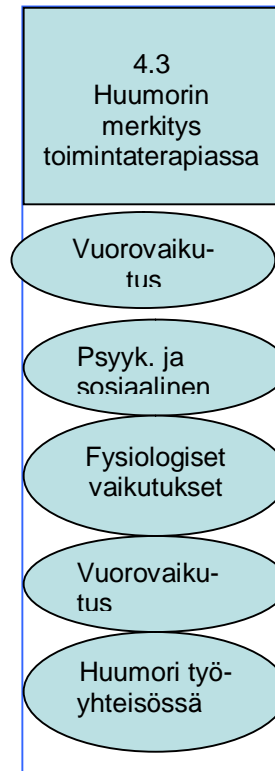 4.3
Huumorin
merkitys
toimintaterapiassa
Vuorovaiku-
tus
Psyyk. ja
sosiaalinen
Fysiologiset
vaikutukset
Vuorovaiku-
tus
Huumori työ-
yhteisössä